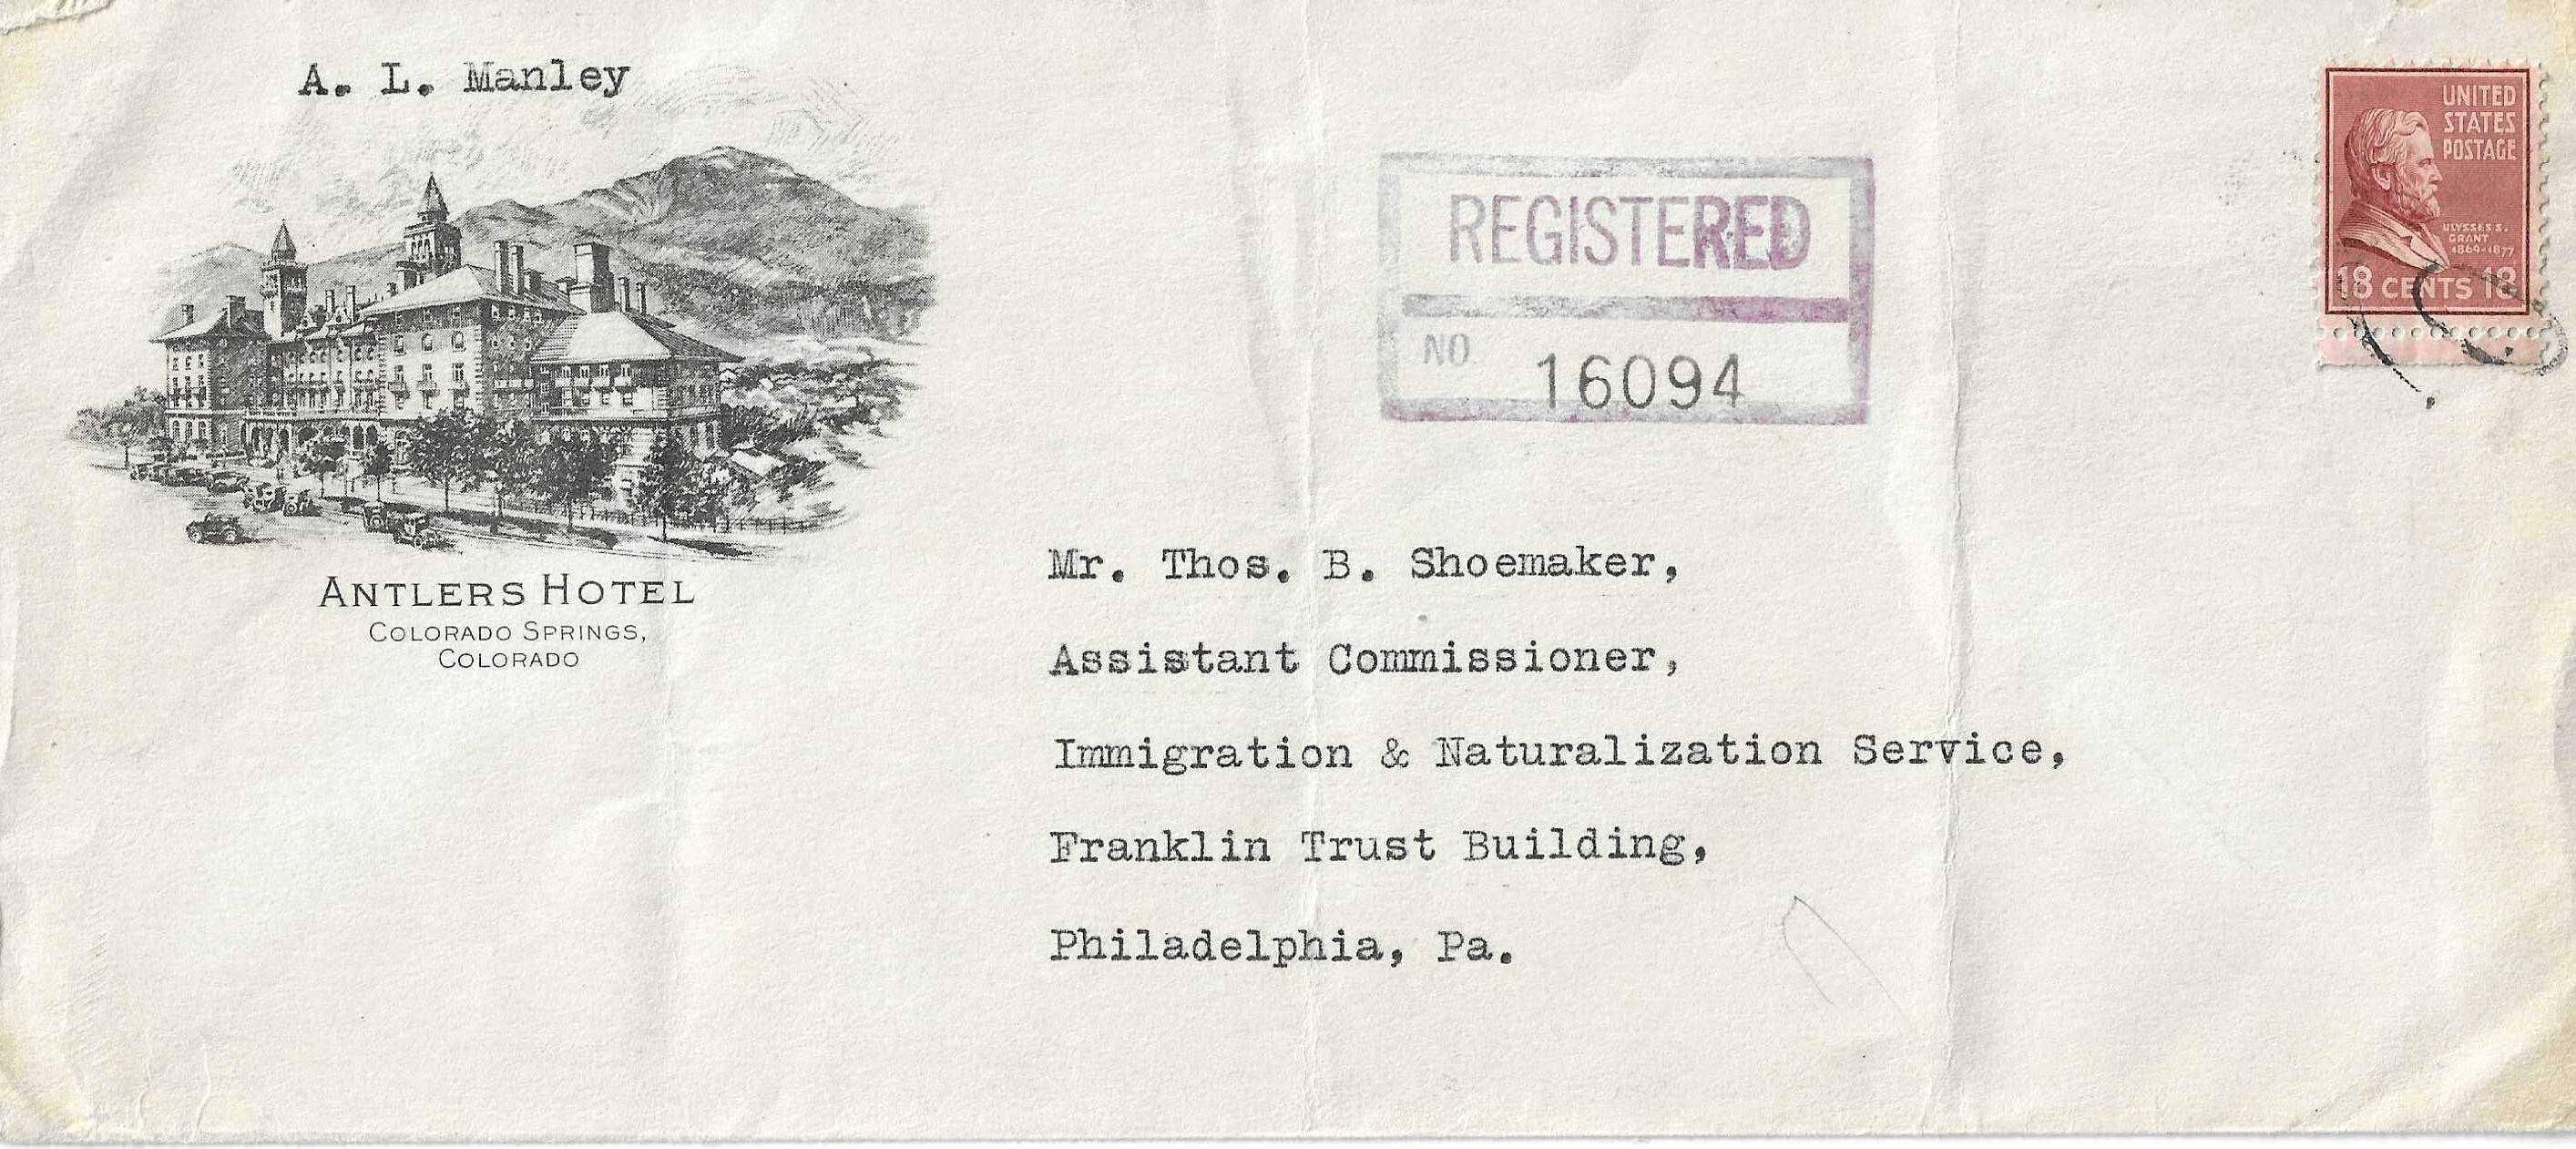 A. L. Manley
ANTLERS HOTEL
COLORADO SPRINGS,
COLORADO
REGISTERED
NO 16094
UNITED
STATES
POSTAGE
ULYSSES S.
GRANT
1869-1877
18 CENTS 18
Mr. Thos. B. Shoemaker,
Assistant Commissioner,
Immigration & Naturalization Service,
Franklin Trust Building,
Philadelphia, Pa.